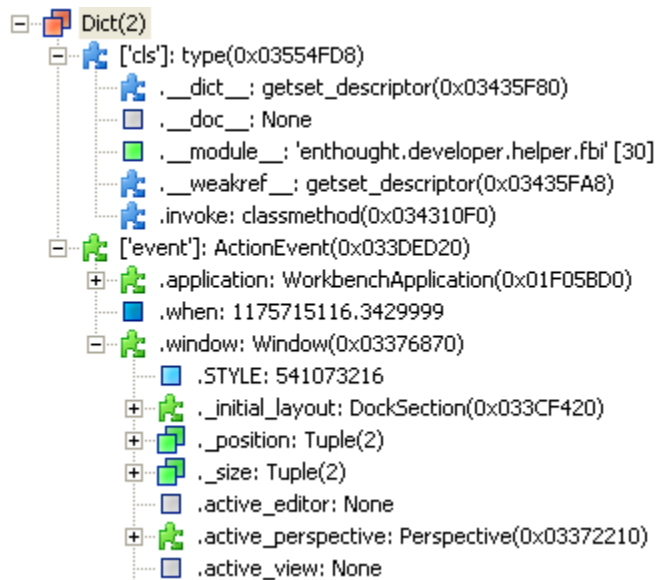 Dict(2)
['cls']: type(0x03554FD8)
.__dict__: getset_descriptor(0x03435F80)
.__doc__: None
.__module__: 'enthought.developer.helper.fbi' [30]
.__weakref__: getset_descriptor(0x03435FA8)
.invoke: classmethod(0x034310F0)
['event']: ActionEvent(0x033DED20)
.application: WorkbenchApplication(0x01F05BD0)
.when: 1175715116.3429999
.window: Window(0x03376870)
.STYLE: 541073216
._initial_layout: DockSection(0x033CF420)
._position: Tuple(2)
._size: Tuple(2)
.active_editor: None
.active_perspective: Perspective(0x03372210)
.active_view: None